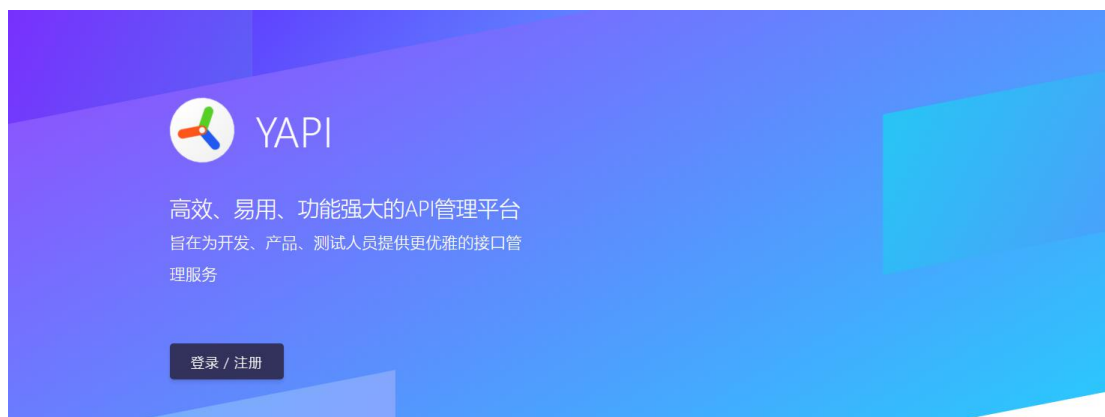 YAPI
高效、易用、功能强大的API管理平台
旨在为开发、产品、测试人员提供更优雅的接口管
理服务
登录 / 注册